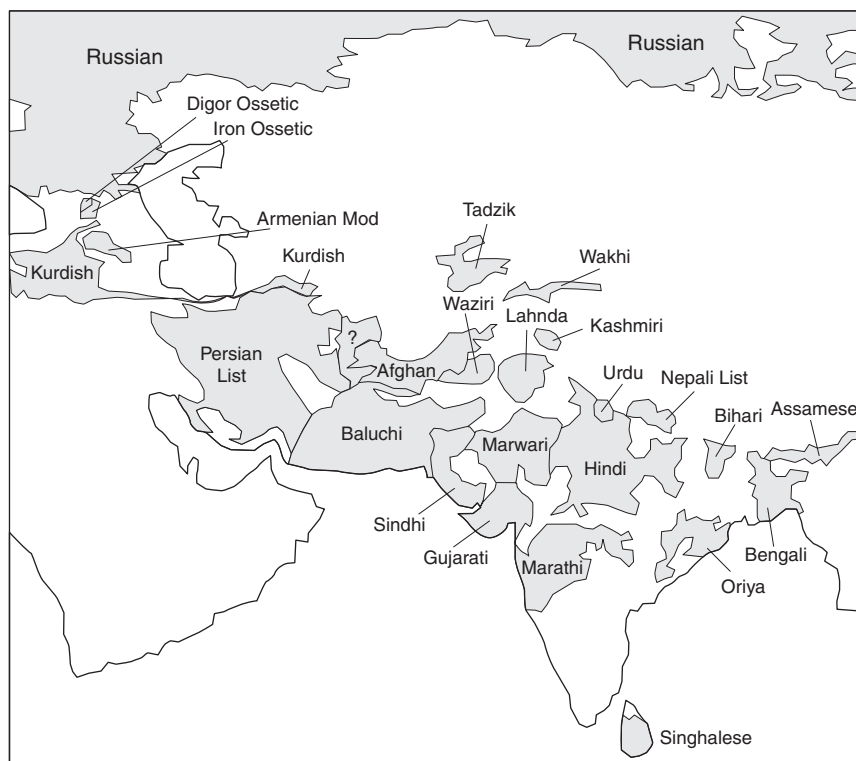 Russian
Russian
Digor Ossetic
Iron Ossetic
Armenian Mod
Tadzik
Kurdish
Kurdish
Wakhi
Waziri
Lahnda
Kashmiri
?
Persian
List
Afghan
Urdu
Nepali List
Bihari
Assamese
Baluchi
Marwari
Hindi
Sindhi
Gujarati
Bengali
Marathi
Oriya
Singhalese